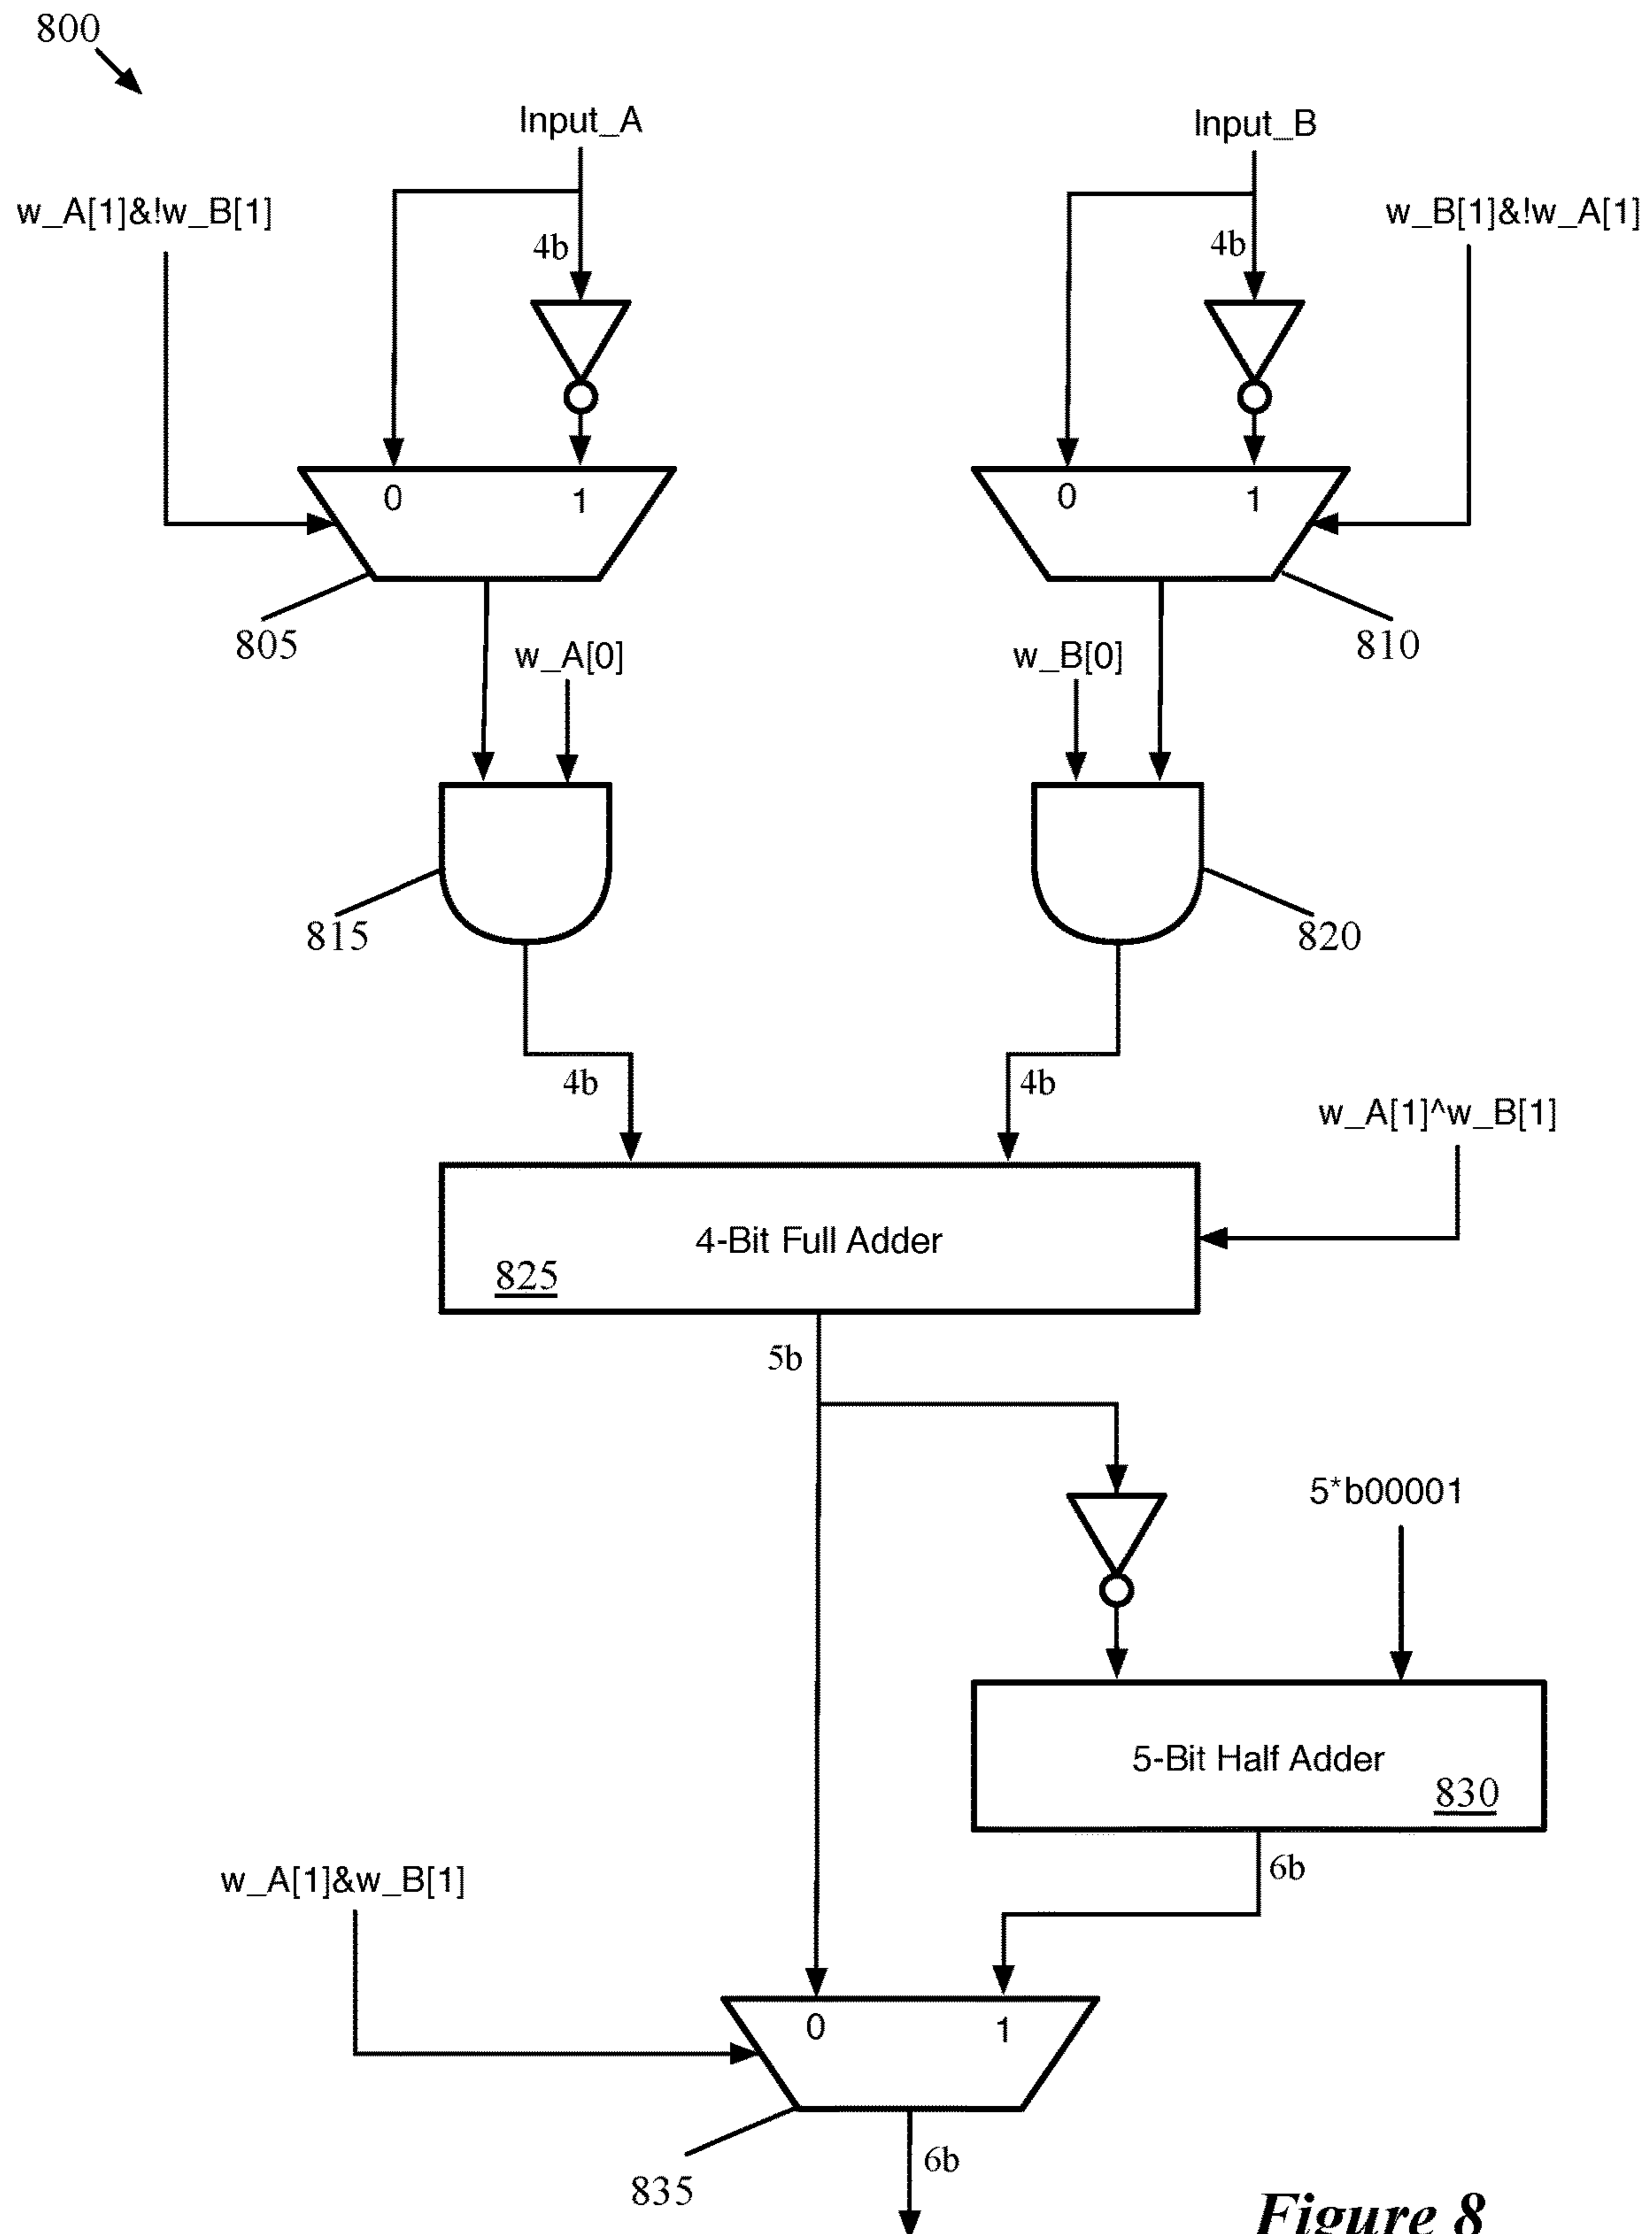 800
Input_A
Input_B
w_A[1]&!w_B[1]
w_B[1]&!w_A[1]
4b
4b
0
1
0
1
805
810
w_A[0]
w_B[0]
815
820
4b
4b
w_A[1]^w_B[1]
4-Bit Full Adder
825
5b
5*b00001
5-Bit Half Adder
830
w_A[1]&w_B[1]
6b
0
1
835
6b
Figure 8